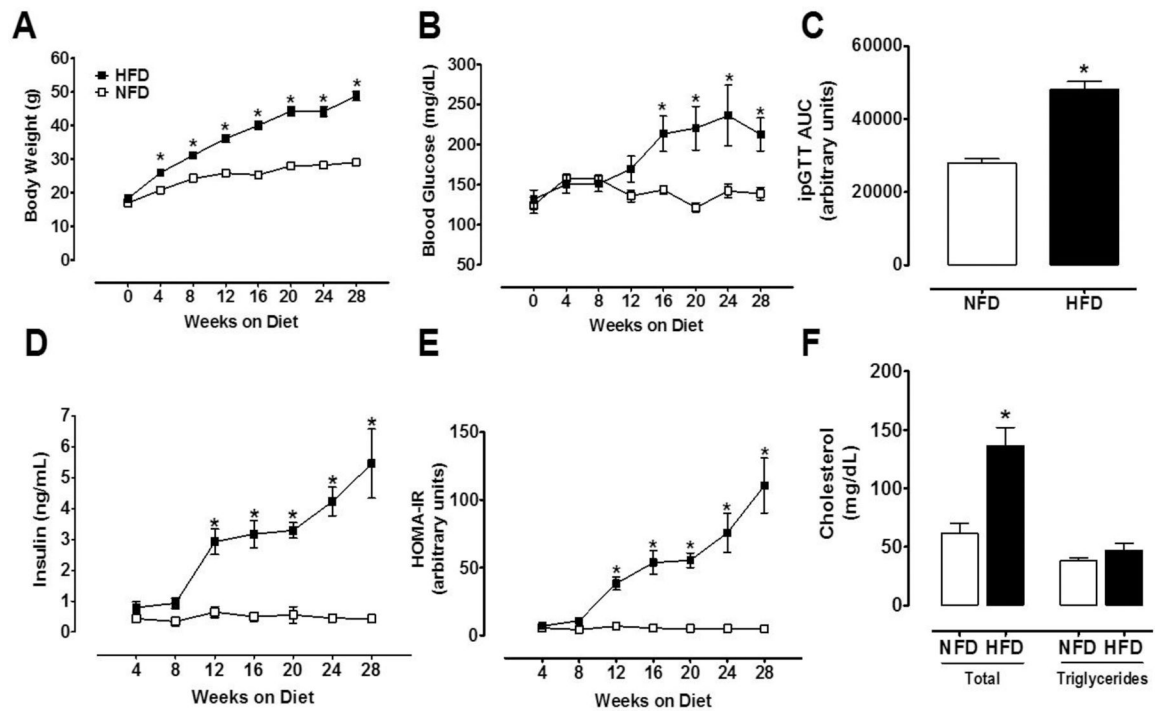 A
Body Weight (g)
60
50
40
30
20
10
0
HFD
NFD
* * * * * * *
0 4 8 12 16 20 24 28
Weeks on Diet
B
Blood Glucose (mg/dL)
300
250
200
150
100
50
* * * *
0 4 8 12 16 20 24 28
Weeks on Diet
C
ipGTT AUC
(arbitrary units)
60000
40000
20000
0
*
NFD HFD
D
Insulin (ng/mL)
7
6
5
4
3
2
1
0
* * * * *
4 8 12 16 20 24 28
Weeks on Diet
E
HOMA-IR
(arbitrary units)
150
100
50
0
* * * * *
4 8 12 16 20 24 28
Weeks on Diet
F
Cholesterol
(mg/dL)
200
150
100
50
0
*
NFD HFD NFD HFD
Total Triglycerides